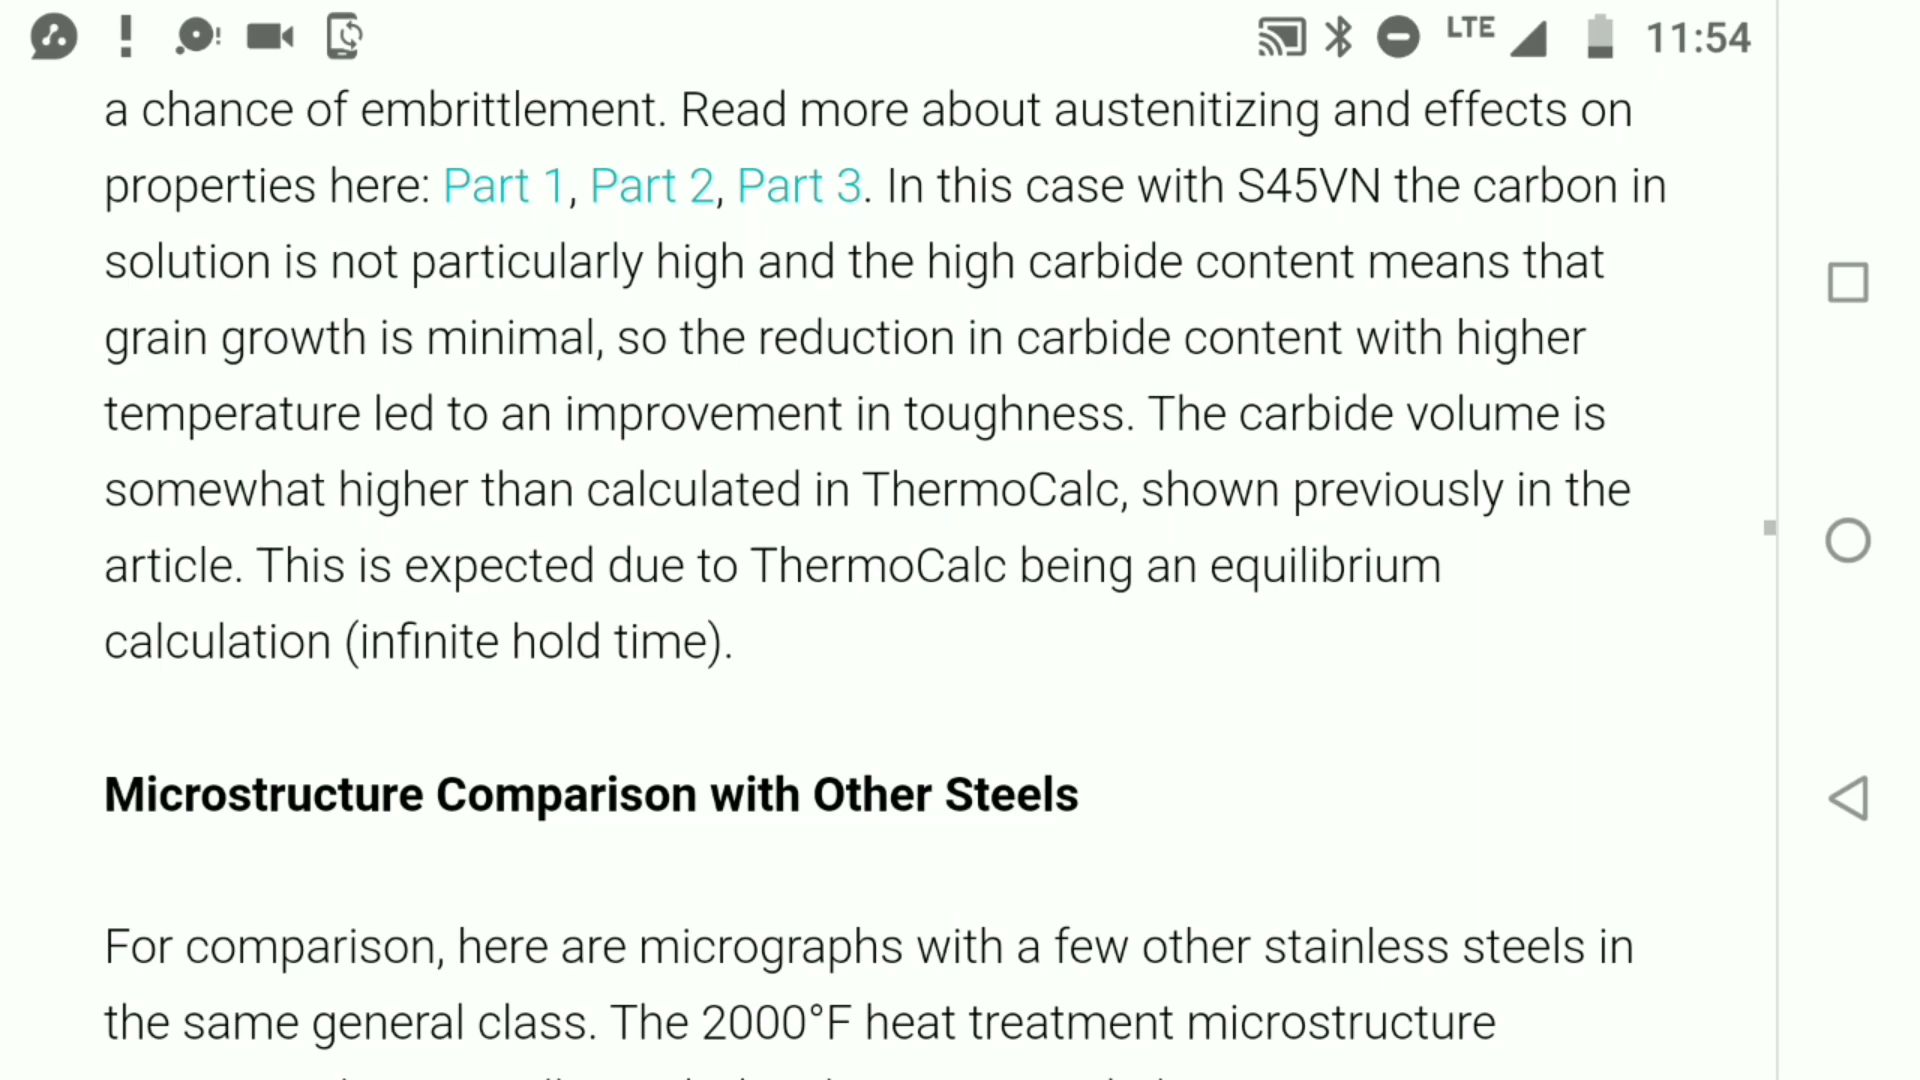 LTE 11:54
a chance of embrittlement. Read more about austenitizing and effects on
properties here: Part 1, Part 2, Part 3. In this case with S45VN the carbon in
solution is not particularly high and the high carbide content means that
grain growth is minimal, so the reduction in carbide content with higher
temperature led to an improvement in toughness. The carbide volume is
somewhat higher than calculated in ThermoCalc, shown previously in the
article. This is expected due to ThermoCalc being an equilibrium
calculation (infinite hold time).
Microstructure Comparison with Other Steels
For comparison, here are micrographs with a few other stainless steels in
the same general class. The 2000°F heat treatment microstructure